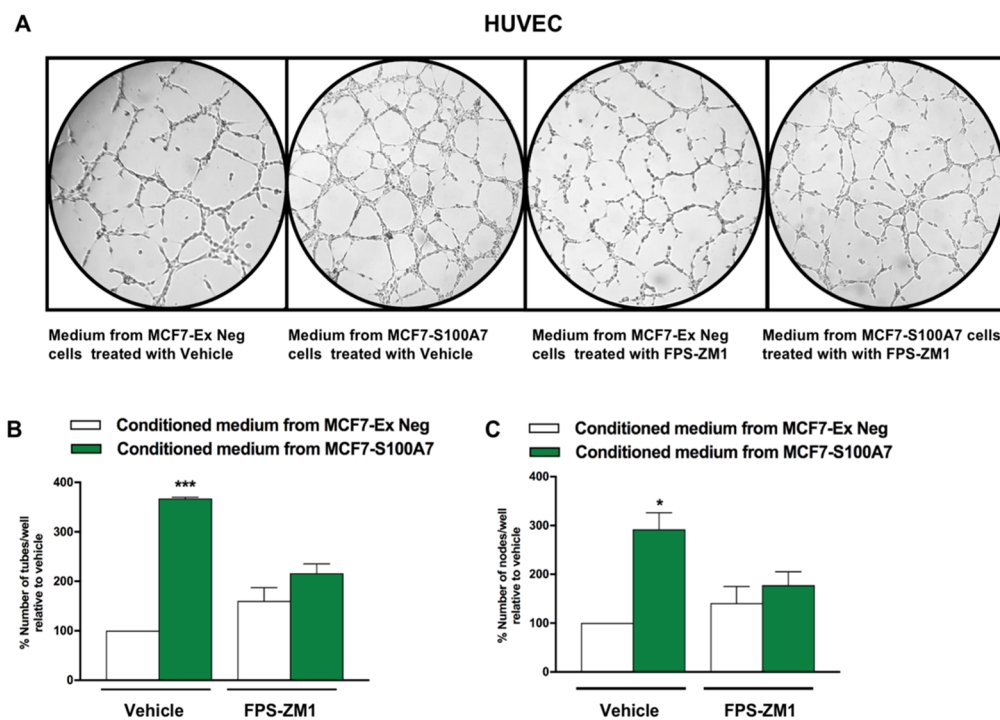 A
HUVEC
Medium from MCF7-Ex Neg
cells treated with Vehicle
Medium from MCF7-S100A7
cells treated with Vehicle
Medium from MCF7-Ex Neg
cells treated with FPS-ZM1
Medium from MCF7-S100A7 cells
treated with with FPS-ZM1
B
Conditioned medium from MCF7-Ex Neg
Conditioned medium from MCF7-S100A7
% Number of tubes/well
relative to vehicle
400
300
200
100
0
***
Vehicle
FPS-ZM1
C
Conditioned medium from MCF7-Ex Neg
Conditioned medium from MCF7-S100A7
% Number of nodes/well
relative to vehicle
400
300
200
100
0
*
Vehicle
FPS-ZM1